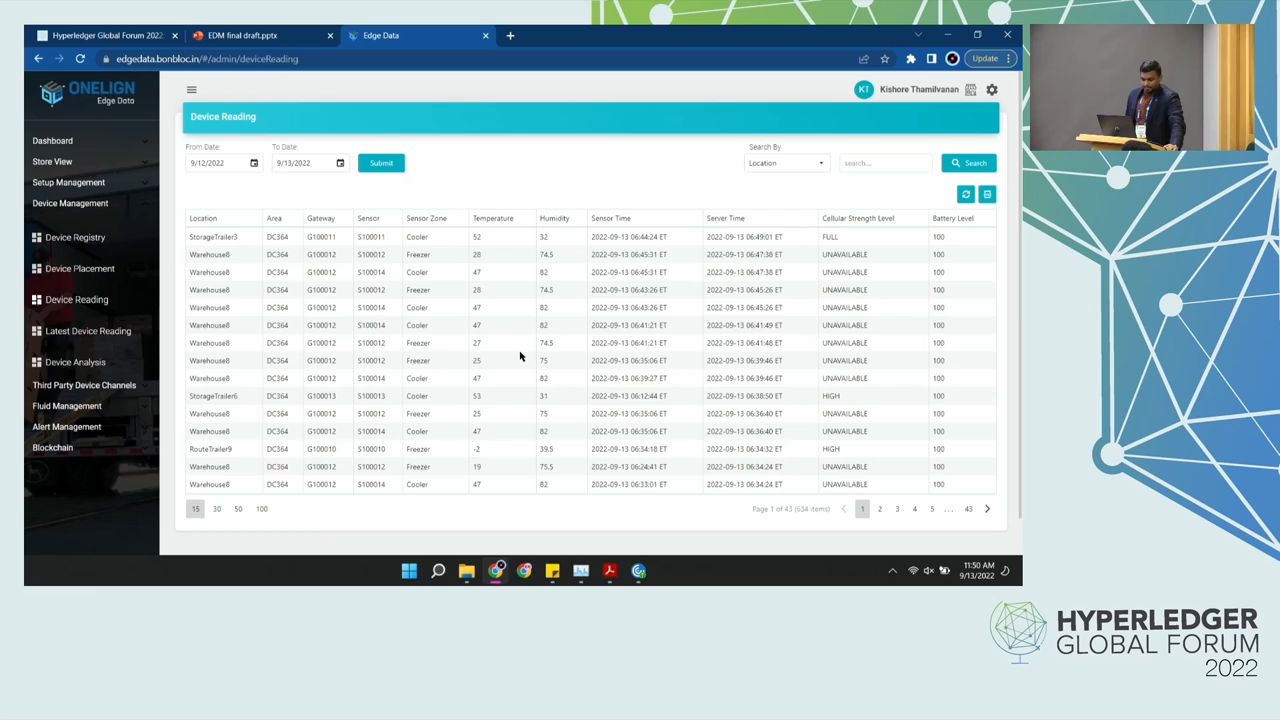 Hyperledger Global Forum 2022:
EDM final draft.pptx
Edge Data
edgedata.bonbloc.in/#/admin/deviceReading
Update
ONELIGN
Edge Data
KT Kishore Thamilvanan
Dashboard
Store View
Setup Management
Device Management
Device Registry
Device Placement
Device Reading
Latest Device Reading
Device Analysis
Third Party Device Channels
Fluid Management
Alert Management
Blockchain
Device Reading
From Date: To Date: Search By
9/12/2022 9/13/2022 Submit Location search... Search
Location Area Gateway Sensor Sensor Zone Temperature Humidity Sensor Time Server Time Cellular Strength Level Battery Level
StorageTrailer3 DC364 G100011 S100011 Cooler 52 32 2022-09-13 06:44:24 ET 2022-09-13 06:49:01 ET FULL 100
Warehouse8 DC364 G100012 S100012 Freezer 28 74.5 2022-09-13 06:45:31 ET 2022-09-13 06:47:38 ET UNAVAILABLE 100
Warehouse8 DC364 G100012 S100014 Cooler 47 82 2022-09-13 06:45:31 ET 2022-09-13 06:47:38 ET UNAVAILABLE 100
Warehouse8 DC364 G100012 S100012 Freezer 28 74.5 2022-09-13 06:43:26 ET 2022-09-13 06:45:26 ET UNAVAILABLE 100
Warehouse8 DC364 G100012 S100014 Cooler 47 82 2022-09-13 06:43:26 ET 2022-09-13 06:45:26 ET UNAVAILABLE 100
Warehouse8 DC364 G100012 S100014 Cooler 47 82 2022-09-13 06:41:21 ET 2022-09-13 06:41:49 ET UNAVAILABLE 100
Warehouse8 DC364 G100012 S100012 Freezer 27 74.5 2022-09-13 06:41:21 ET 2022-09-13 06:41:48 ET UNAVAILABLE 100
Warehouse8 DC364 G100012 S100012 Freezer 25 75 2022-09-13 06:35:06 ET 2022-09-13 06:39:46 ET UNAVAILABLE 100
Warehouse8 DC364 G100012 S100014 Cooler 47 82 2022-09-13 06:39:27 ET 2022-09-13 06:39:46 ET UNAVAILABLE 100
StorageTrailer6 DC364 G100013 S100013 Cooler 53 31 2022-09-13 06:12:44 ET 2022-09-13 06:38:50 ET HIGH 100
Warehouse8 DC364 G100012 S100012 Freezer 25 75 2022-09-13 06:35:06 ET 2022-09-13 06:36:40 ET UNAVAILABLE 100
Warehouse8 DC364 G100012 S100014 Cooler 47 82 2022-09-13 06:35:06 ET 2022-09-13 06:36:40 ET UNAVAILABLE 100
RouteTrailer9 DC364 G100010 S100010 Freezer -2 39.5 2022-09-13 06:34:18 ET 2022-09-13 06:34:32 ET HIGH 100
Warehouse8 DC364 G100012 S100012 Freezer 19 75.5 2022-09-13 06:24:41 ET 2022-09-13 06:34:24 ET UNAVAILABLE 100
Warehouse8 DC364 G100012 S100014 Cooler 47 82 2022-09-13 06:33:01 ET 2022-09-13 06:34:24 ET UNAVAILABLE 100
15 30 50 100 Page 1 of 43 (634 items) 1 2 3 4 5 ... 43
11:50 AM
9/13/2022
HYPERLEDGER
GLOBAL FORUM
2022